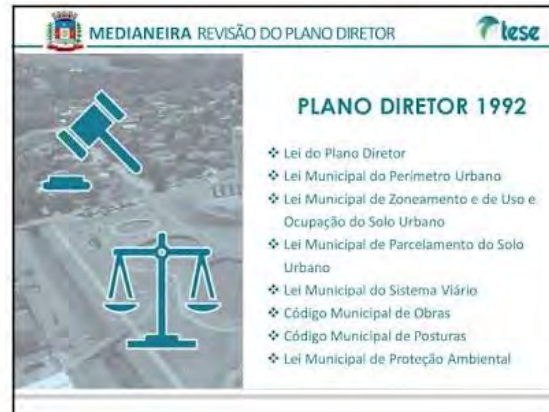 MEDIANEIRA REVISÃO DO PLANO DIRETOR
tese
PLANO DIRETOR 1992
❖ Lei do Plano Diretor
❖ Lei Municipal do Perímetro Urbano
❖ Lei Municipal de Zoneamento e de Uso e
Ocupação do Solo Urbano
❖ Lei Municipal de Parcelamento do Solo
Urbano
❖ Lei Municipal do Sistema Viário
❖ Código Municipal de Obras
❖ Código Municipal de Posturas
❖ Lei Municipal de Proteção Ambiental